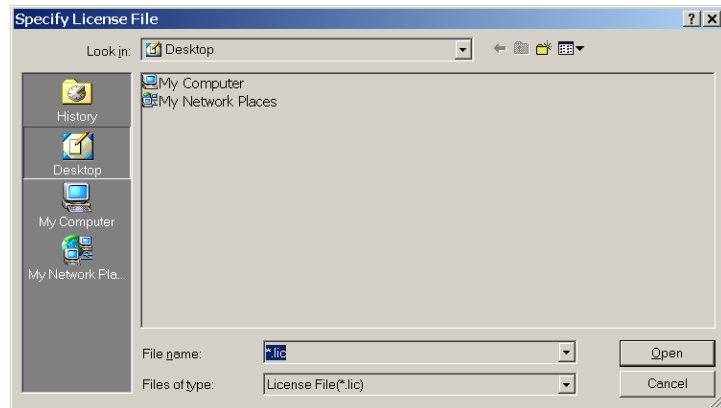 Specify License File
Look in: Desktop
My Computer
My Network Places
History
Desktop
My Computer
My Network Pla...
File name: *.lic Open
Files of type: License File(*.lic) Cancel